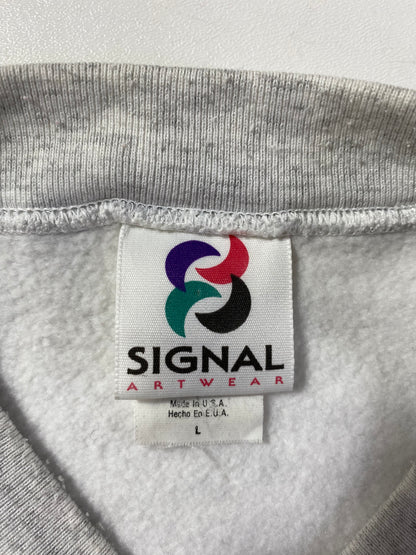 SIGNAL
ARTWEAR
Made In U.S.A.
Hecho En E.U.A.
L